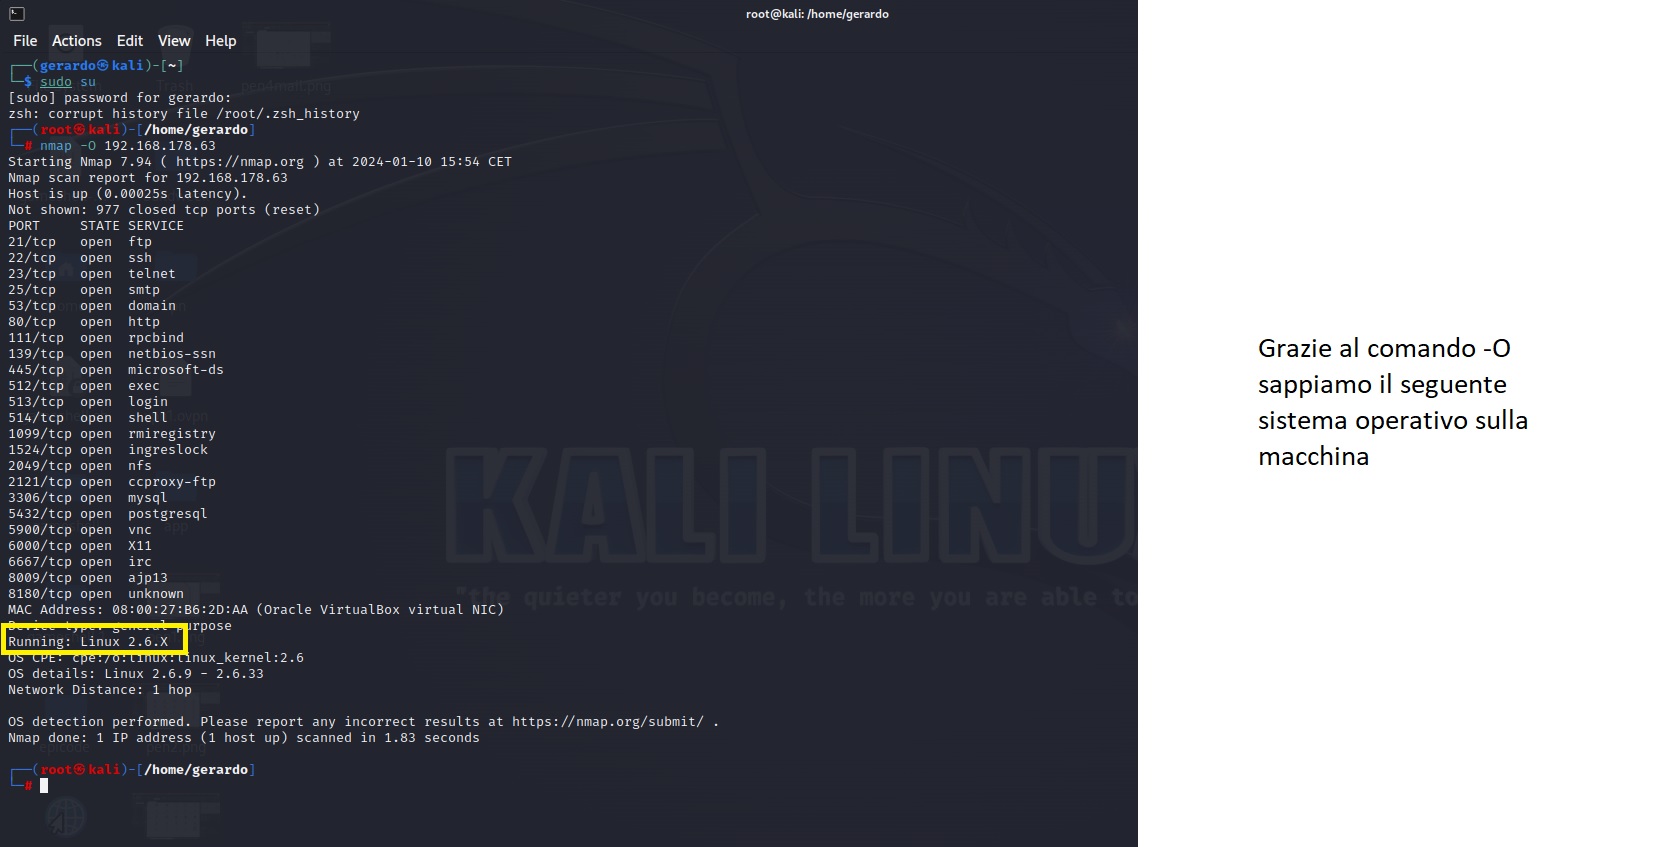 root@kali: /home/gerardo
File Actions Edit View Help
┌──(gerardo㉿kali)-[~]
└─$ sudo su
[sudo] password for gerardo:
zsh: corrupt history file /root/.zsh_history
┌──(root㉿kali)-[/home/gerardo]
└─# nmap -O 192.168.178.63
Starting Nmap 7.94 ( https://nmap.org ) at 2024-01-10 15:54 CET
Nmap scan report for 192.168.178.63
Host is up (0.00025s latency).
Not shown: 977 closed tcp ports (reset)
PORT     STATE SERVICE
21/tcp   open  ftp
22/tcp   open  ssh
23/tcp   open  telnet
25/tcp   open  smtp
53/tcp   open  domain
80/tcp   open  http
111/tcp  open  rpcbind
139/tcp  open  netbios-ssn
445/tcp  open  microsoft-ds
512/tcp  open  exec
513/tcp  open  login
514/tcp  open  shell
1099/tcp open  rmiregistry
1524/tcp open  ingreslock
2049/tcp open  nfs
2121/tcp open  ccproxy-ftp
3306/tcp open  mysql
5432/tcp open  postgresql
5900/tcp open  vnc
6000/tcp open  X11
6667/tcp open  irc
8009/tcp open  ajp13
8180/tcp open  unknown
MAC Address: 08:00:27:B6:2D:AA (Oracle VirtualBox virtual NIC)
Device type: general purpose
Running: Linux 2.6.X
OS CPE: cpe:/o:linux:linux_kernel:2.6
OS details: Linux 2.6.9 - 2.6.33
Network Distance: 1 hop
OS detection performed. Please report any incorrect results at https://nmap.org/submit/ .
Nmap done: 1 IP address (1 host up) scanned in 1.83 seconds
┌──(root㉿kali)-[/home/gerardo]
└─#
KALI LINU
"the quieter you become, the more you are able to
Grazie al comando -O
sappiamo il seguente
sistema operativo sulla
macchina